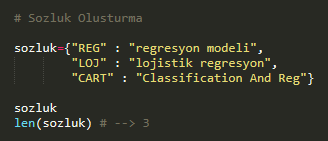 # Sozluk Olusturma
sozluk={"REG" : "regresyon modeli",
"LOJ" : "lojistik regresyon",
"CART" : "Classification And Reg"}
sozluk
len(sozluk) # --> 3